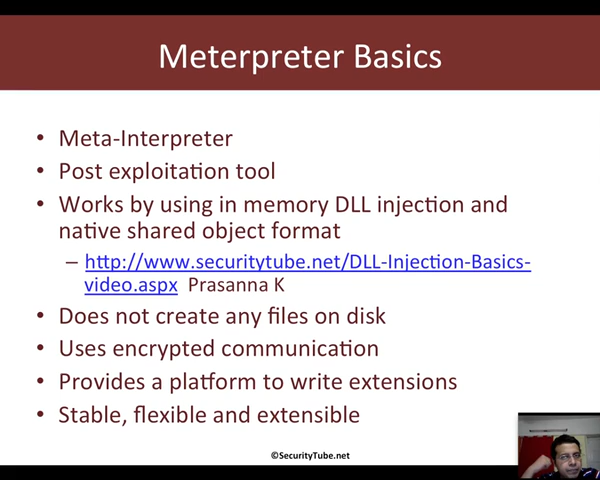 Meterpreter Basics
• Meta-Interpreter
• Post exploitation tool
• Works by using in memory DLL injection and
native shared object format
– http://www.securitytube.net/DLL-Injection-Basics-
video.aspx Prasanna K
• Does not create any files on disk
• Uses encrypted communication
• Provides a platform to write extensions
• Stable, flexible and extensible
©SecurityTube.net